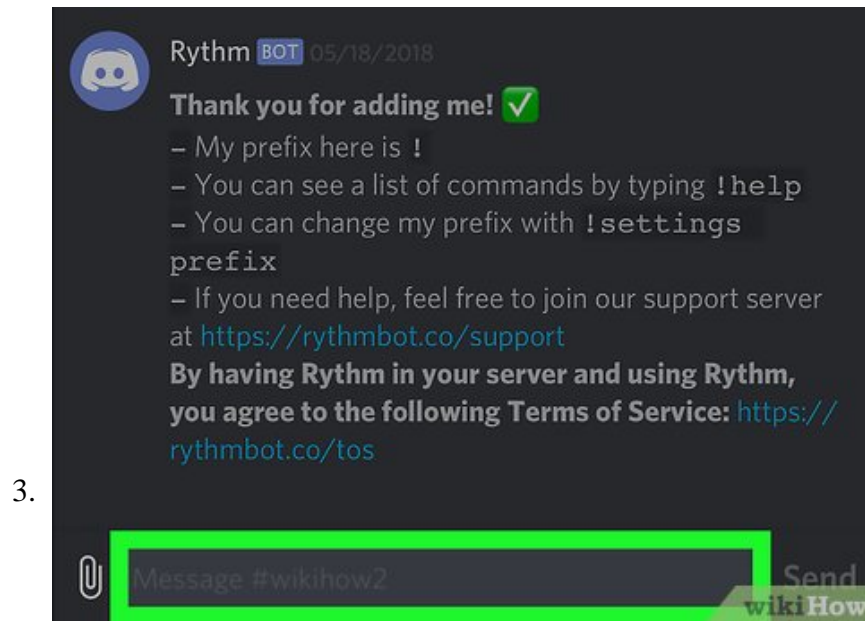 Rythm BOT 05/18/2018
Thank you for adding me!
– My prefix here is !
– You can see a list of commands by typing !help
– You can change my prefix with !settings
prefix
– If you need help, feel free to join our support server
at https://rythmbot.co/support
By having Rythm in your server and using Rythm,
you agree to the following Terms of Service: https://
rythmbot.co/tos
3.
Message #wikihow2
Send
wikiHow